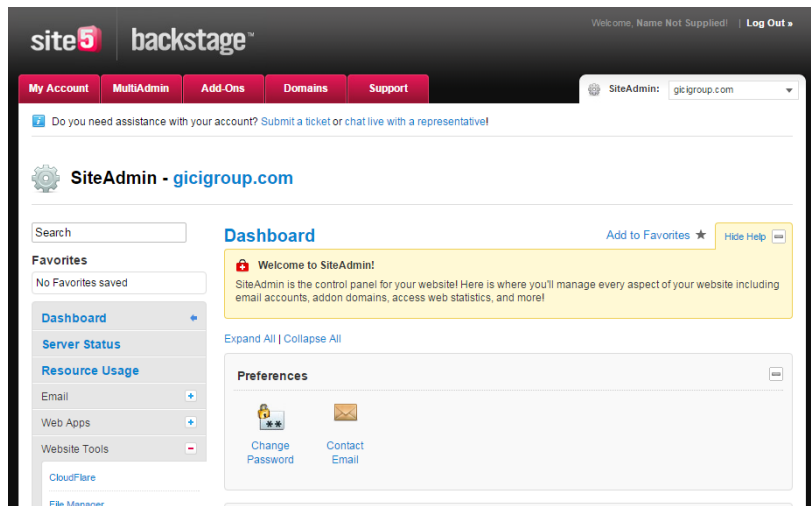 Welcome, Name Not Supplied! | Log Out »
site5 backstage™
My Account MultiAdmin Add-Ons Domains Support SiteAdmin: gicigroup.com
Do you need assistance with your account? Submit a ticket or chat live with a representative!
SiteAdmin - gicigroup.com
Search
Favorites
No Favorites saved
Dashboard
Server Status
Resource Usage
Email
Web Apps
Website Tools
CloudFlare
File Manager
Dashboard Add to Favorites ★ Hide Help
Welcome to SiteAdmin!
SiteAdmin is the control panel for your website! Here is where you'll manage every aspect of your website including
email accounts, addon domains, access web statistics, and more!
Expand All | Collapse All
Preferences
**
Change
Password
Contact
Email